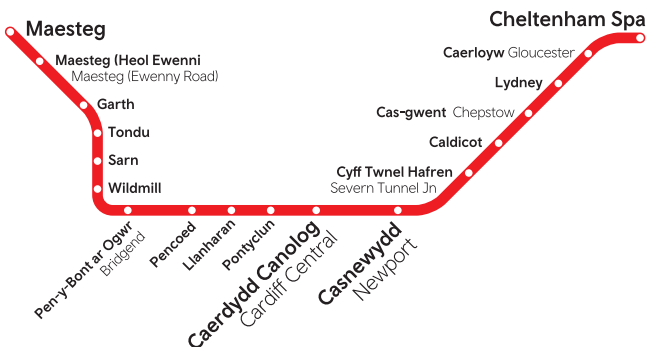 Maesteg
Maesteg (Heol Ewenni
Maesteg (Ewenny Road)
Garth
Tondu
Sarn
Wildmill
Pen-y-Bont ar Ogwr
Bridgend
Pencoed
Llanharan
Pontyclun
Caerdydd Canolog
Cardiff Central
Casnewydd
Newport
Cyff Twnel Hafren
Severn Tunnel Jn
Caldicot
Cas-gwent Chepstow
Lydney
Caerloyw Gloucester
Cheltenham Spa